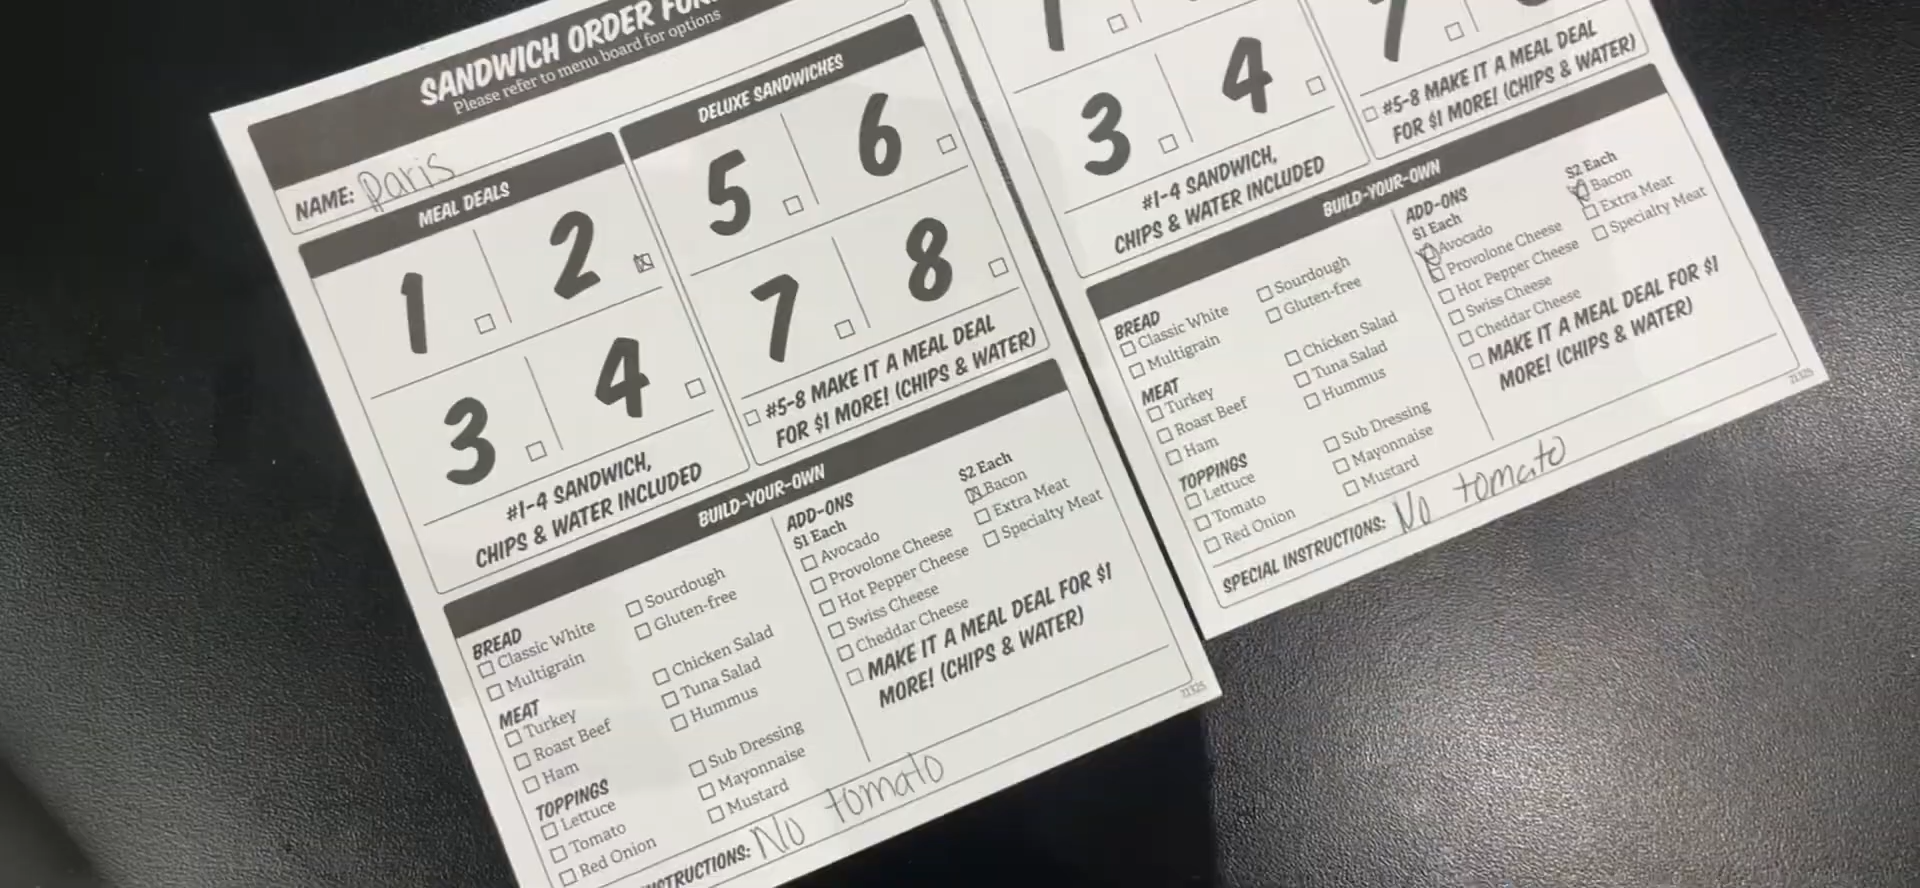 SANDWICH ORDER
Please refer to menu board for options
NAME: Paris
MEAL DEALS
1 2
3 4
#1-4 SANDWICH,
CHIPS & WATER INCLUDED
DELUXE SANDWICHES
5 6
7 8
#5-8 MAKE IT A MEAL DEAL
FOR $1 MORE! (CHIPS & WATER)
BUILD-YOUR-OWN
BREAD
Classic White
Multigrain
Sourdough
Gluten-free
MEAT
Turkey
Roast Beef
Ham
Chicken Salad
Tuna Salad
Hummus
TOPPINGS
Lettuce
Tomato
Red Onion
Sub Dressing
Mayonnaise
Mustard
ADD-ONS
$1 Each
Avocado
Provolone Cheese
Hot Pepper Cheese
Swiss Cheese
Cheddar Cheese
$2 Each
Bacon
Extra Meat
Specialty Meat
MAKE IT A MEAL DEAL FOR $1
MORE! (CHIPS & WATER)
71325
INSTRUCTIONS: No tomato
3 4
#1-4 SANDWICH,
CHIPS & WATER INCLUDED
7
#5-8 MAKE IT A MEAL DEAL
FOR $1 MORE! (CHIPS & WATER)
BUILD-YOUR-OWN
BREAD
Classic White
Multigrain
Sourdough
Gluten-free
MEAT
Turkey
Roast Beef
Ham
Chicken Salad
Tuna Salad
Hummus
TOPPINGS
Lettuce
Tomato
Red Onion
Sub Dressing
Mayonnaise
Mustard
ADD-ONS
$1 Each
Avocado
Provolone Cheese
Hot Pepper Cheese
Swiss Cheese
Cheddar Cheese
$2 Each
Bacon
Extra Meat
Specialty Meat
MAKE IT A MEAL DEAL FOR $1
MORE! (CHIPS & WATER)
71325
SPECIAL INSTRUCTIONS: No tomato